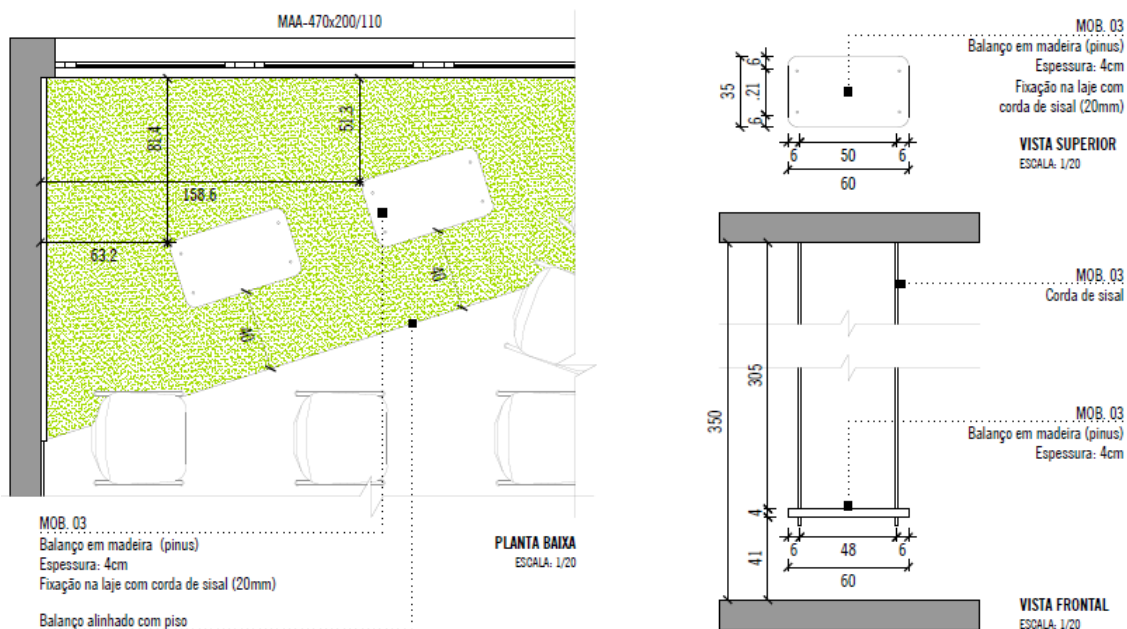 MAA-470x200/110
81.4
51.3
158.6
63.2
40
40
MOB. 03
Balanço em madeira (pinus)
Espessura: 4cm
Fixação na laje com corda de sisal (20mm)
Balanço alinhado com piso
PLANTA BAIXA
ESCALA: 1/20
MOB. 03
Balanço em madeira (pinus)
Espessura: 4cm
Fixação na laje com
corda de sisal (20mm)
35
6
.21
6
6 50 6
60
VISTA SUPERIOR
ESCALA: 1/20
MOB. 03
Corda de sisal
350
305
4
41
MOB. 03
Balanço em madeira (pinus)
Espessura: 4cm
6 48 6
60
VISTA FRONTAL
ESCALA: 1/20